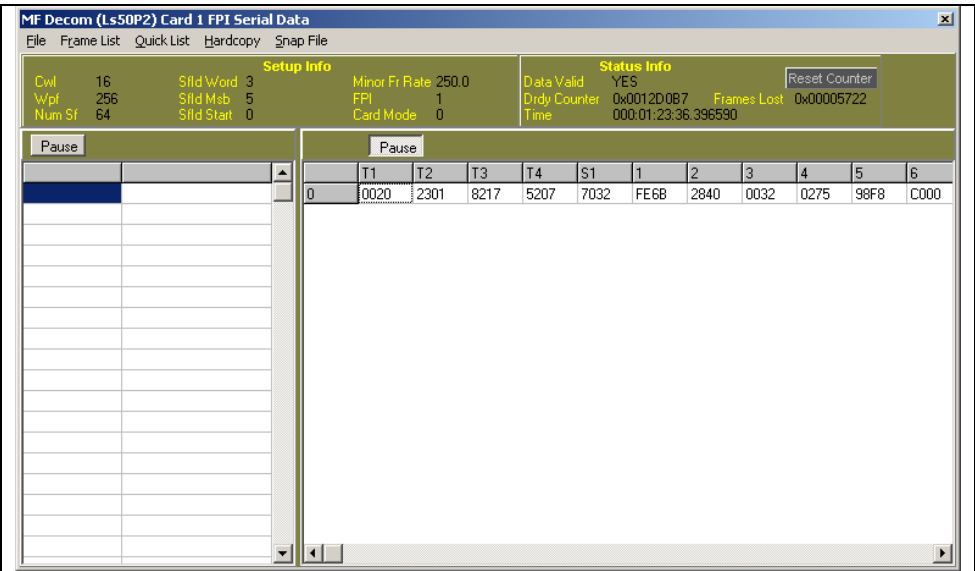 MF Decom (Ls50P2) Card 1 FPI Serial Data
File Frame List Quick List Hardcopy Snap File
Setup Info
Cwl 16 Sfld Word 3 Minor Fr Rate 250.0
Wpf 256 Sfld Msb 5 FPI 1
Num Sf 64 Sfld Start 0 Card Mode 0
Status Info
Data Valid YES Reset Counter
Drdy Counter 0x0012D0B7 Frames Lost 0x00005722
Time 000:01:23:36.396590
Pause Pause
T1 T2 T3 T4 S1 1 2 3 4 5 6
0 0020 2301 8217 5207 7032 FE6B 2840 0032 0275 98F8 C000